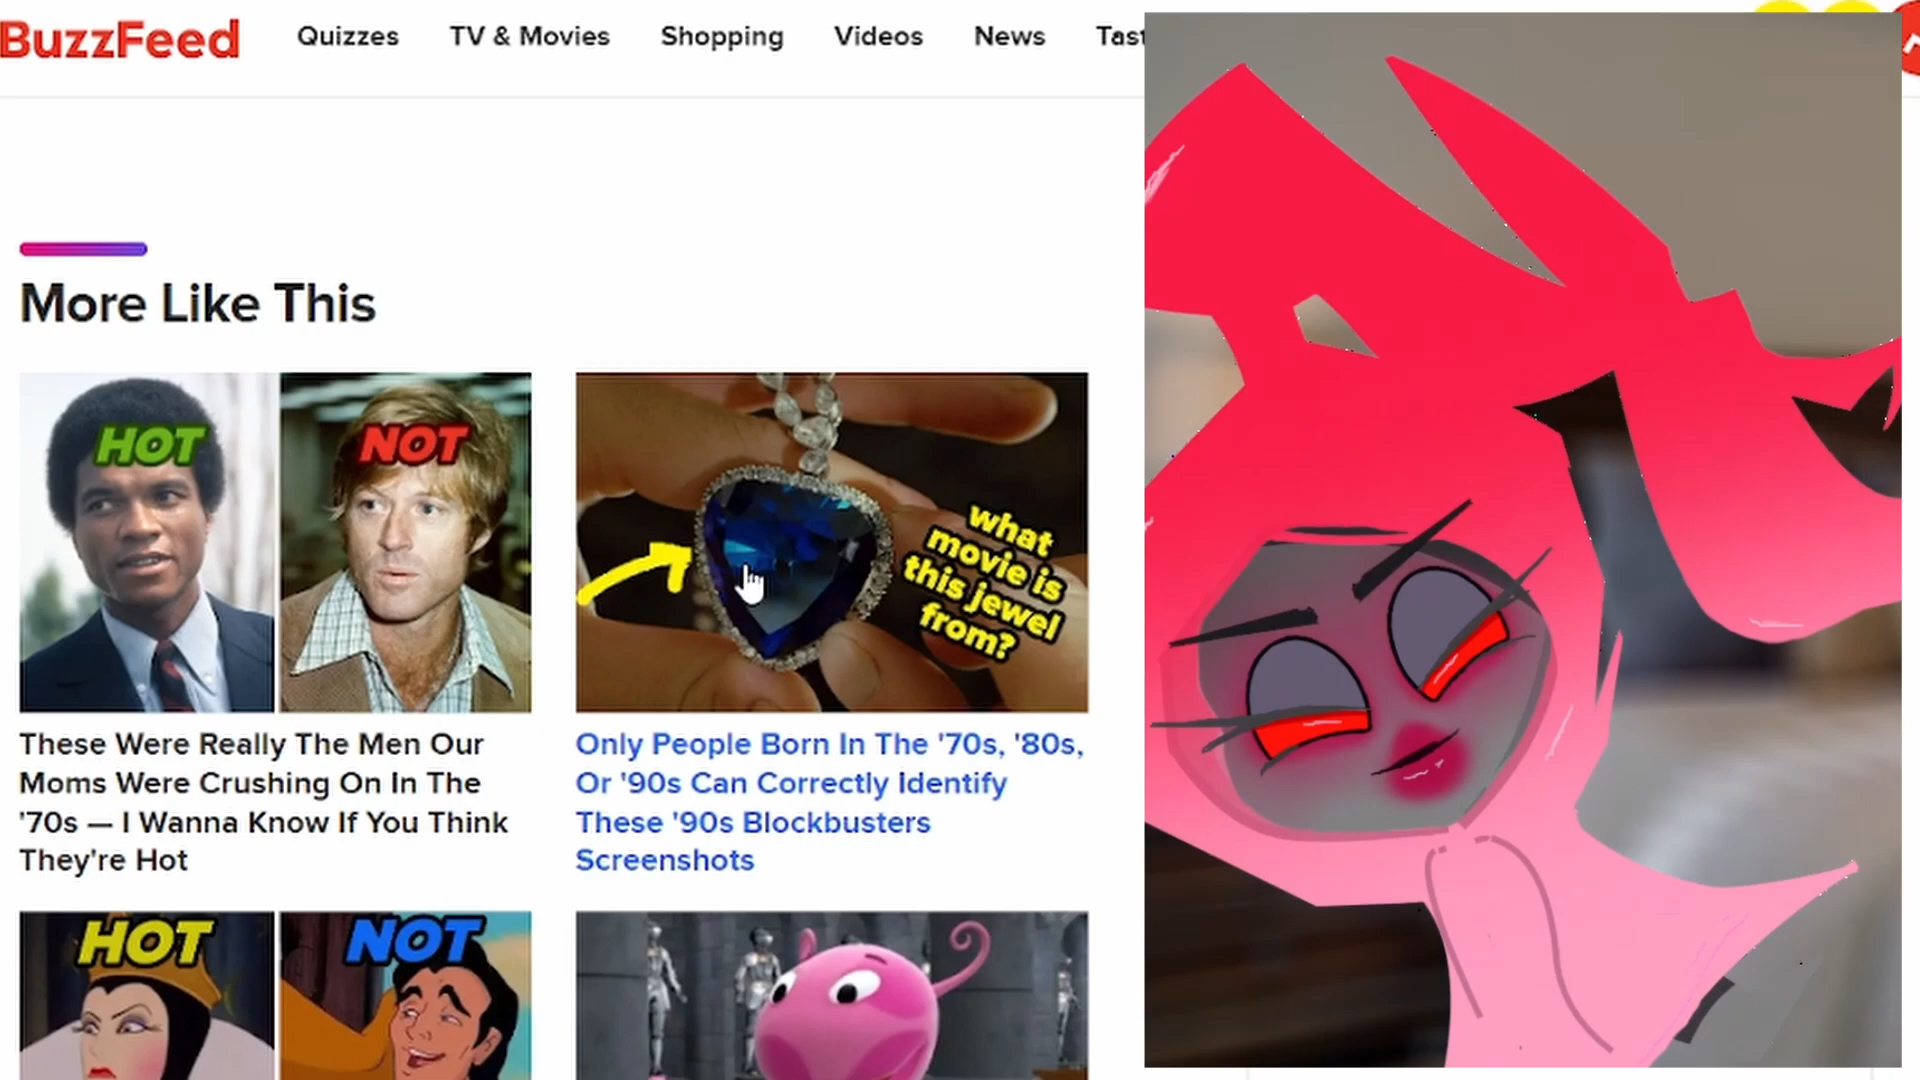 BuzzFeed Quizzes TV & Movies Shopping Videos News
More Like This
HOT NOT
what
movie is
this jewel
from?
These Were Really The Men Our
Moms Were Crushing On In The
'70s — I Wanna Know If You Think
They're Hot
Only People Born In The '70s, '80s,
Or '90s Can Correctly Identify
These '90s Blockbusters
Screenshots
HOT NOT